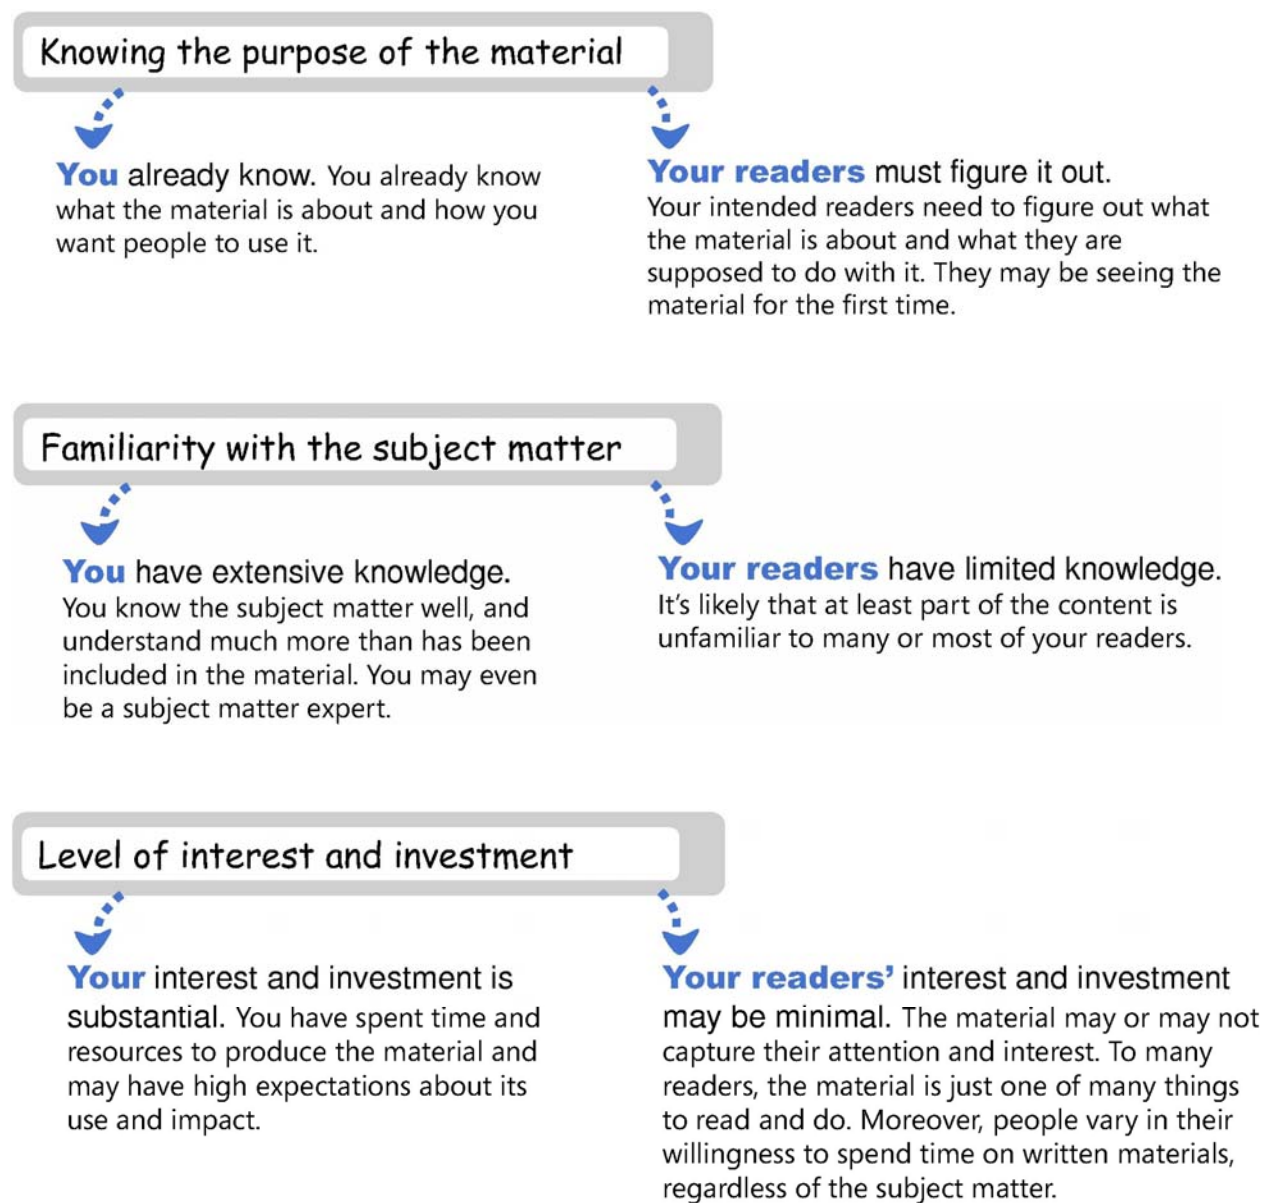 Knowing the purpose of the material
You already know. You already know
what the material is about and how you
want people to use it.
Your readers must figure it out.
Your intended readers need to figure out what
the material is about and what they are
supposed to do with it. They may be seeing the
material for the first time.
Familiarity with the subject matter
You have extensive knowledge.
You know the subject matter well, and
understand much more than has been
included in the material. You may even
be a subject matter expert.
Your readers have limited knowledge.
It's likely that at least part of the content is
unfamiliar to many or most of your readers.
Level of interest and investment
Your interest and investment is
substantial. You have spent time and
resources to produce the material and
may have high expectations about its
use and impact.
Your readers’ interest and investment
may be minimal. The material may or may not
capture their attention and interest. To many
readers, the material is just one of many things
to read and do. Moreover, people vary in their
willingness to spend time on written materials,
regardless of the subject matter.